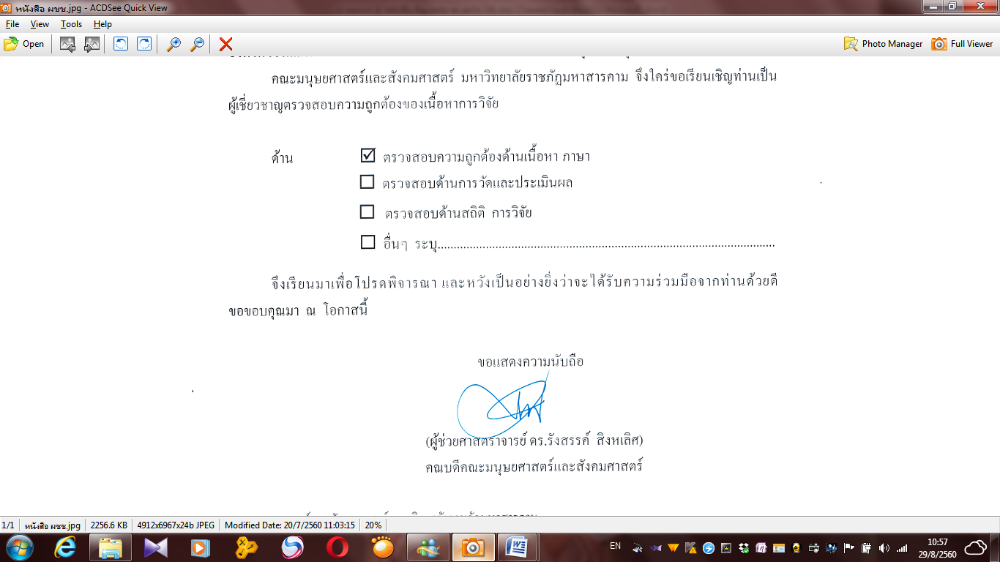 หนังสือ ผชช.jpg - ACDSee Quick View
File View Tools Help
Open Photo Manager Full Viewer
คณะมนุษยศาสตร์และสังคมศาสตร์ มหาวิทยาลัยราชภัฏมหาสารคาม จึงใคร่ขอเรียนเชิญท่านเป็น
ผู้เชี่ยวชาญตรวจสอบความถูกต้องของเนื้อหาการวิจัย
ด้าน ตรวจสอบความถูกต้องด้านเนื้อหา ภาษา
ตรวจสอบด้านการวัดและประเมินผล
ตรวจสอบด้านสถิติ การวิจัย
อื่นๆ ระบุ..........................................................................................................
จึงเรียนมาเพื่อโปรดพิจารณา และหวังเป็นอย่างยิ่งว่าจะได้รับความร่วมมือจากท่านด้วยดี
ขอขอบคุณมา ณ โอกาสนี้
ขอแสดงความนับถือ
(ผู้ช่วยศาสตราจารย์ ดร.รังสรรค์ สิงหเลิศ)
คณบดีคณะมนุษยศาสตร์และสังคมศาสตร์
1/1 หนังสือ ผชช.jpg 2256.6 KB 4912x6967x24b JPEG Modified Date: 20/7/2560 11:03:15 20%
EN 10:57
29/8/2560